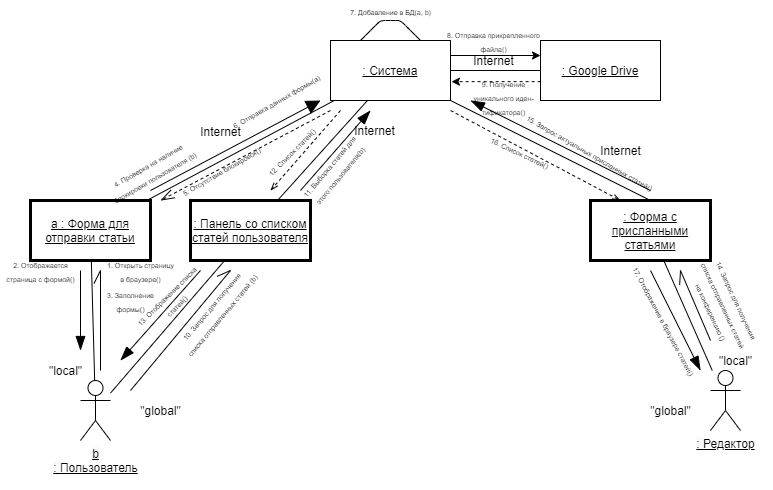 7. Добавление в БД(a, b)
8. Отправка прикрепленного
файла()
Internet
: Система
: Google Drive
9. Получение
уникального иден-
тификатора()
6. Отправка данных формы(a)
Internet
4. Проверка на наличие
блокировки пользователя (b)
5. Отсутствие блокировок()
12. Список статей()
Internet
11. Выборка статей для
этого пользователя(b)
15. Запрос актуальных присланных статей()
Internet
16. Список статей()
a : Форма для
отправки статьи
: Панель со списком
статей пользователя
: Форма с
присланными
статьями
2. Отображается
страница с формой()
1. Открыть страницу
в браузере()
3. Заполнение
формы()
13. Отображение списка
статей()
10. Запрос для получения
списка отправленных статей (b)
17. Отображение в браузере статей()
14. Запрос для получения
списка отправленных статей
на конференцию ()
"local"
"global"
"local"
"global"
b
: Пользователь
: Редактор